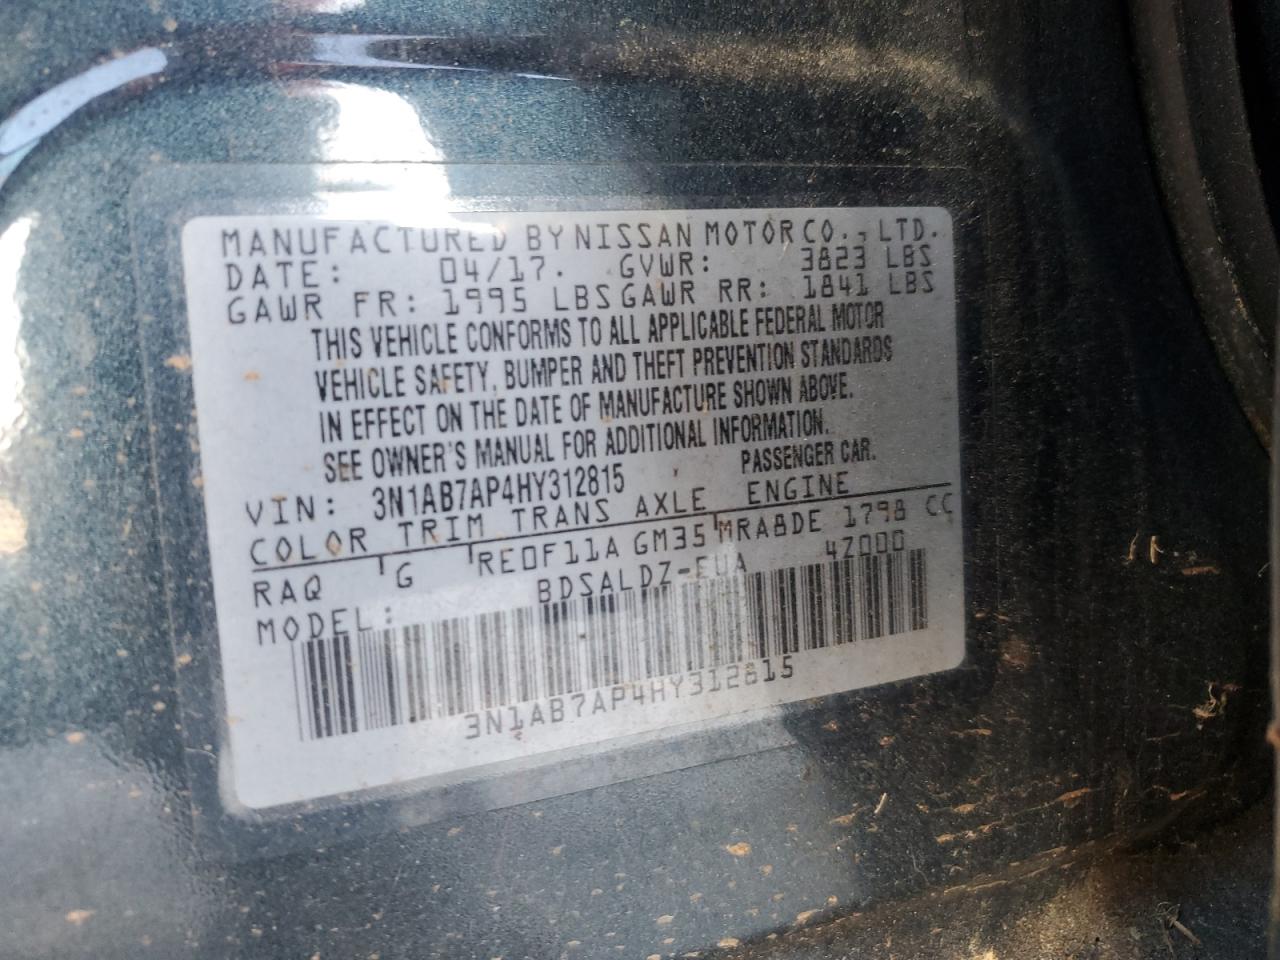 MANUFACTURED BY NISSAN MOTOR CO., LTD.
DATE: 04/17. GVWR: 3823 LBS
GAWR FR: 1995 LBS GAWR RR: 1841 LBS
THIS VEHICLE CONFORMS TO ALL APPLICABLE FEDERAL MOTOR
VEHICLE SAFETY, BUMPER AND THEFT PREVENTION STANDARDS
IN EFFECT ON THE DATE OF MANUFACTURE SHOWN ABOVE.
SEE OWNER'S MANUAL FOR ADDITIONAL INFORMATION.
VIN: 3N1AB7AP4HY312815 PASSENGER CAR.
COLOR TRIM TRANS AXLE ENGINE
RAQ G RE0F11A GM35 MRA8DE 1798 CC
MODEL: BDSALDZ-EUA 4Z000
3N1AB7AP4HY312815